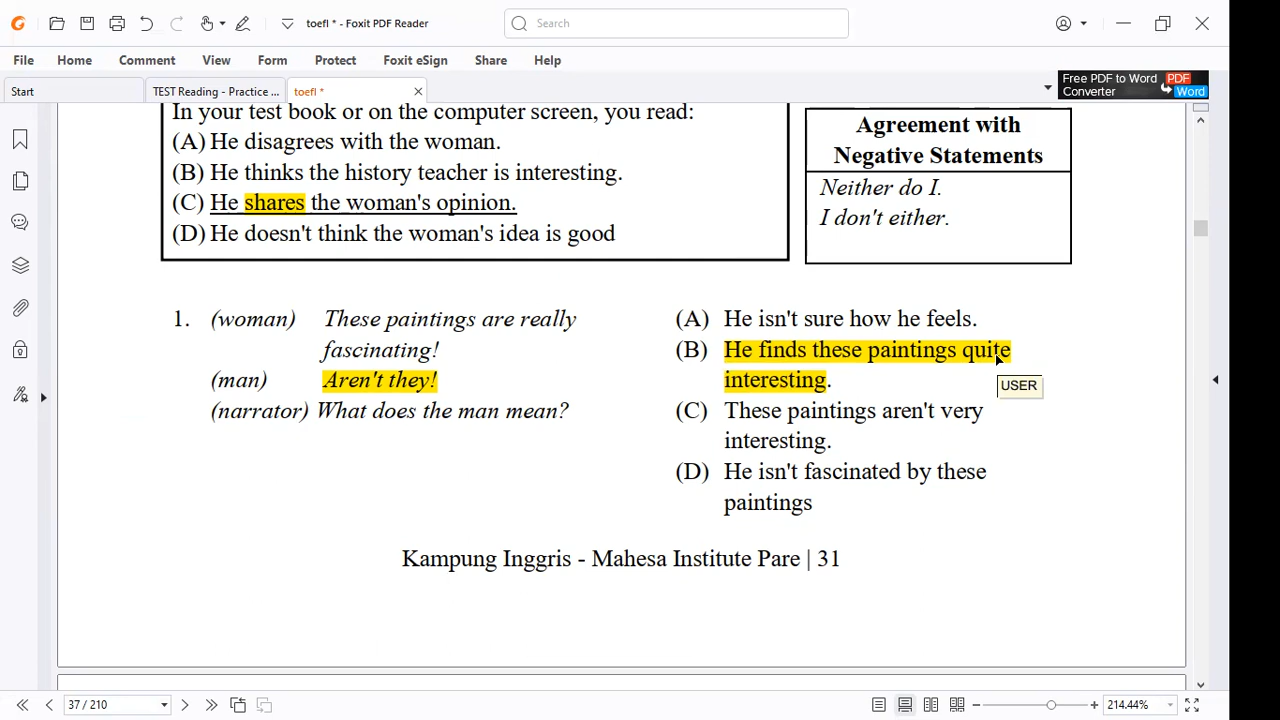 toefl * - Foxit PDF Reader
Search
File Home Comment View Form Protect Foxit eSign Share Help
Start
TEST Reading - Practice ...
toefl *
Free PDF to Word PDF
Converter Word
In your test book or on the computer screen, you read:
(A) He disagrees with the woman.
(B) He thinks the history teacher is interesting.
(C) He shares the woman's opinion.
(D) He doesn't think the woman's idea is good
Agreement with
Negative Statements
Neither do I.
I don't either.
1. (woman) These paintings are really
fascinating!
(man) Aren't they!
(narrator) What does the man mean?
(A) He isn't sure how he feels.
(B) He finds these paintings quite
interesting.
(C) These paintings aren't very
interesting.
(D) He isn't fascinated by these
paintings
USER
Kampung Inggris - Mahesa Institute Pare | 31
37 / 210
214.44%